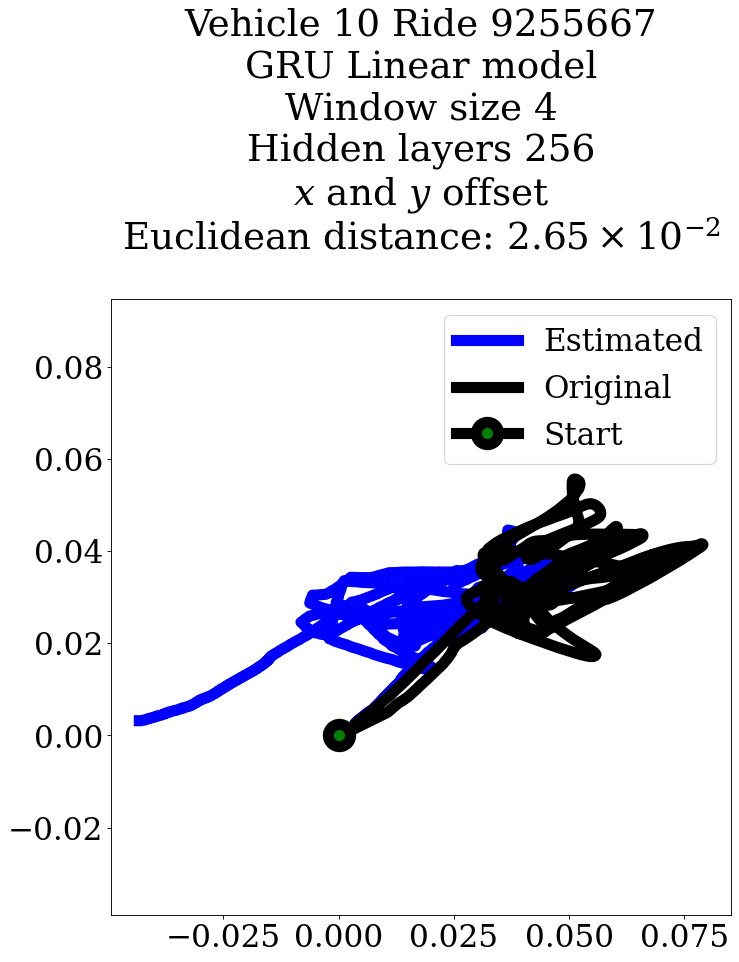 Vehicle 10 Ride 9255667
GRU Linear model
Window size 4
Hidden layers 256
x and y offset
Euclidean distance: 2.65 × 10⁻²
Estimated
Original
Start
0.08
0.06
0.04
0.02
0.00
−0.02
−0.025 0.000 0.025 0.050 0.075